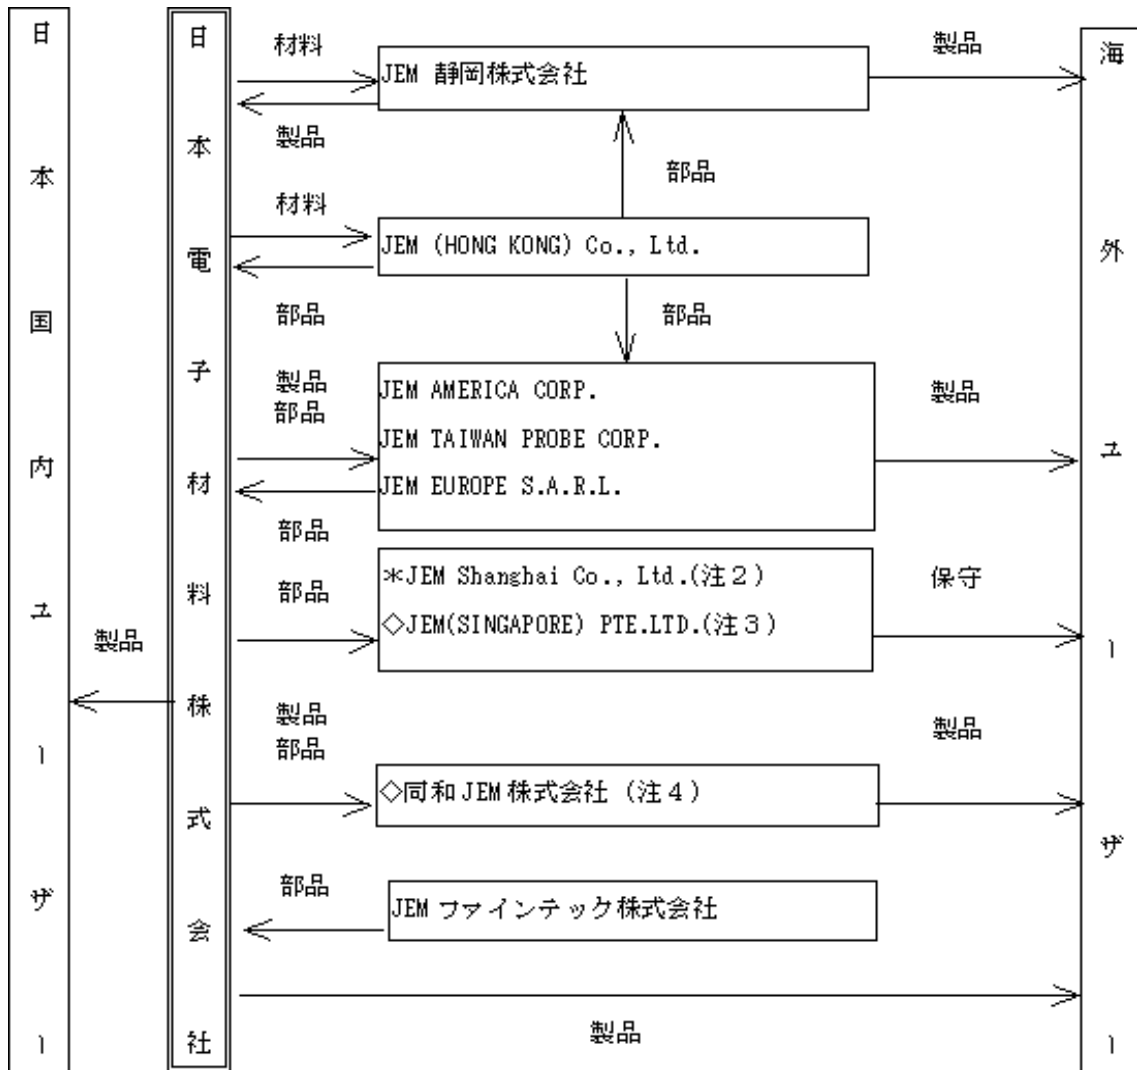 日本国内ユーザー
日本電子材料株式会社
海外ユーザー
材料
製品
JEM 静岡株式会社
製品
部品
材料
JEM (HONG KONG) Co., Ltd.
部品
部品
製品
部品
JEM AMERICA CORP.
製品
JEM TAIWAN PROBE CORP.
JEM EUROPE S.A.R.L.
部品
部品
＊JEM Shanghai Co., Ltd.(注２)
保守
◇JEM(SINGAPORE) PTE.LTD.(注３)
製品
製品
部品
製品
◇同和JEM株式会社（注４）
部品
JEMファインテック株式会社
製品